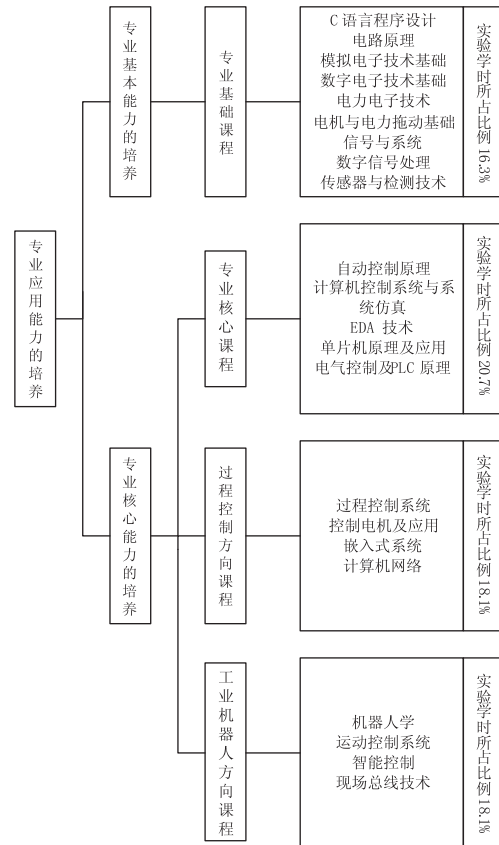 专业应用能力的培养
专业基本能力的培养
专业基础课程
C 语言程序设计
电路原理
模拟电子技术基础
数字电子技术基础
电力电子技术
电机与电力拖动基础
信号与系统
数字信号处理
传感器与检测技术
实验学时所占比例 16.3%
专业核心能力的培养
专业核心课程
自动控制原理
计算机控制系统与系
统仿真
EDA 技术
单片机原理及应用
电气控制及PLC 原理
实验学时所占比例 20.7%
过程控制方向课程
过程控制系统
控制电机及应用
嵌入式系统
计算机网络
实验学时所占比例 18.1%
工业机器人方向课程
机器人学
运动控制系统
智能控制
现场总线技术
实验学时所占比例 18.1%